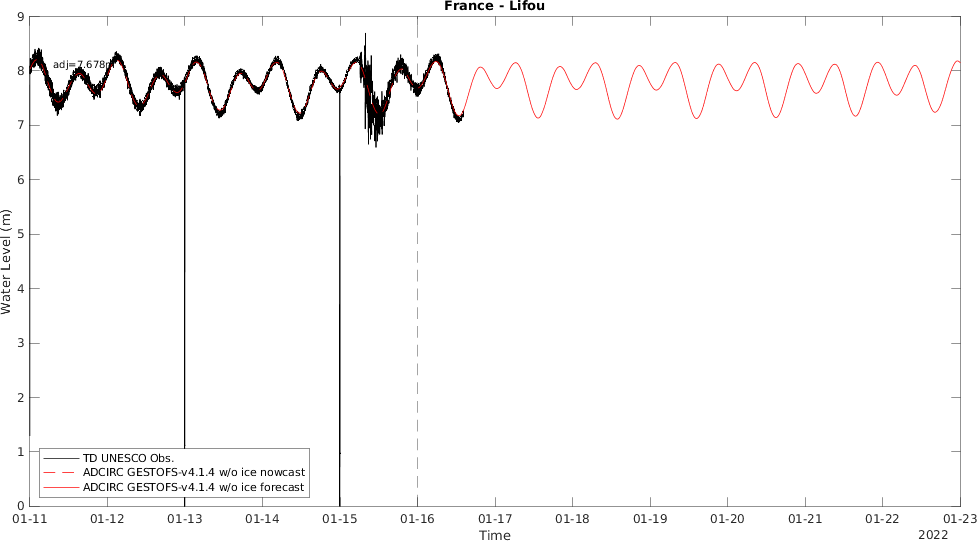 France - Lifou
9
8
7
6
5
4
3
2
1
0
Water Level (m)
adj=7.678m
TD UNESCO Obs.
ADCIRC GESTOFS-v4.1.4 w/o ice nowcast
ADCIRC GESTOFS-v4.1.4 w/o ice forecast
01-11 01-12 01-13 01-14 01-15 01-16 01-17 01-18 01-19 01-20 01-21 01-22 01-23
Time
2022